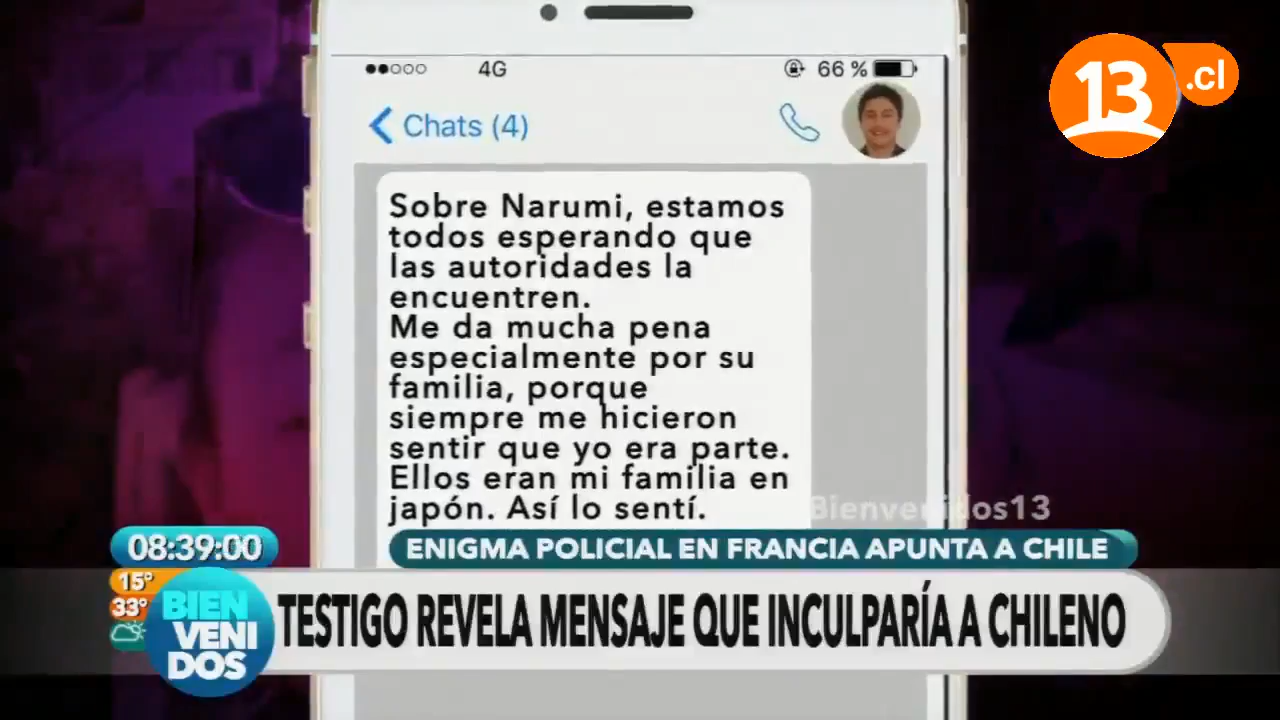 4G
66 %
13
.cl
Chats (4)
Sobre Narumi, estamos
todos esperando que
las autoridades la
encuentren.
Me da mucha pena
especialmente por su
familia, porque
siempre me hicieron
sentir que yo era parte.
Ellos eran mi familia en
japón. Así lo sentí.
Bienvenidos13
08:39:00
ENIGMA POLICIAL EN FRANCIA APUNTA A CHILE
15°
33°
BIEN
VENI
DOS
TESTIGO REVELA MENSAJE QUE INCULPARÍA A CHILENO